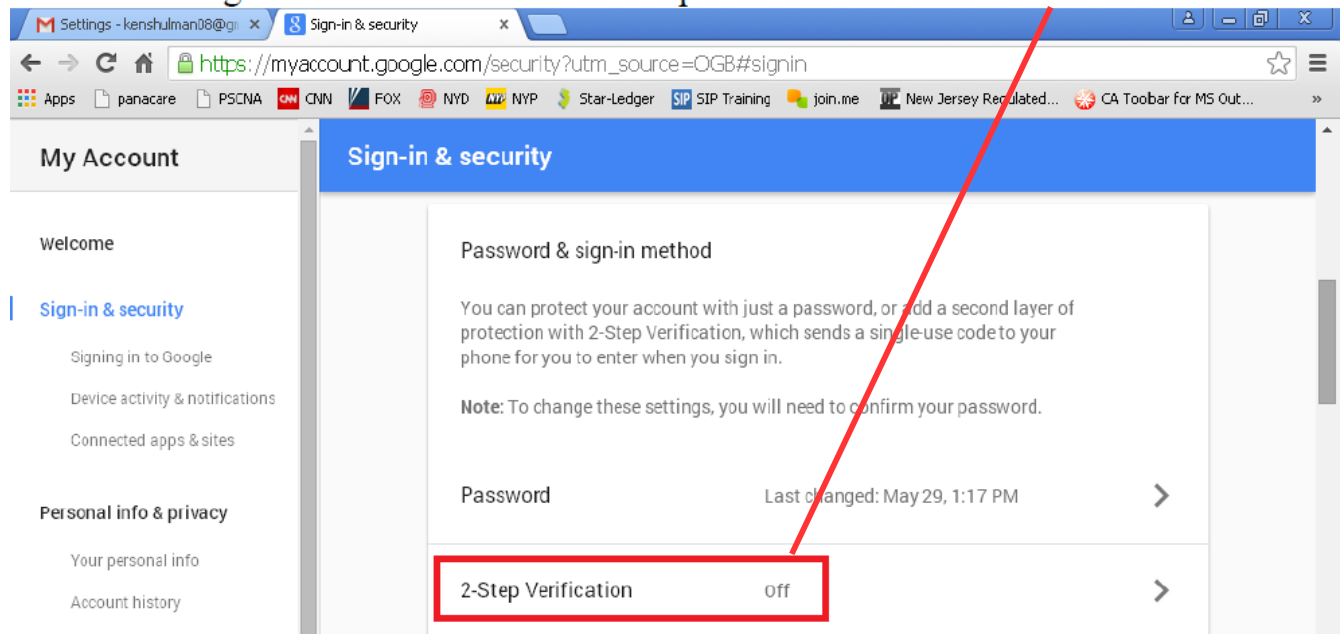 Settings - kenshulman08@g
Sign-in & security
https://myaccount.google.com/security?utm_source=OGB#signin
Apps panacare PSCNA CNN CNN FOX NYD NYP NYP Star-Ledger SIP SIP Training join.me UP New Jersey Regulated... CA Toobar for MS Out... »
My Account
Sign-in & security
Welcome
Sign-in & security
Signing in to Google
Device activity & notifications
Connected apps & sites
Personal info & privacy
Your personal info
Account history
Password & sign-in method
You can protect your account with just a password, or add a second layer of
protection with 2-Step Verification, which sends a single-use code to your
phone for you to enter when you sign in.
Note: To change these settings, you will need to confirm your password.
Password Last changed: May 29, 1:17 PM
2-Step Verification Off